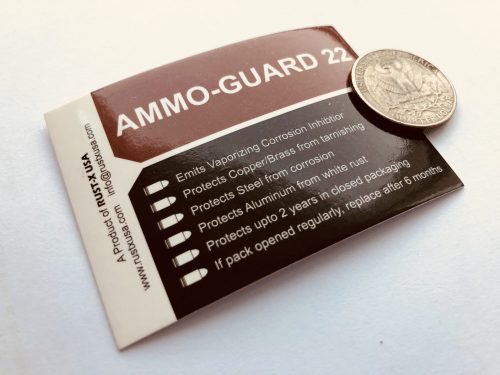 AMMO-GUARD 22
Emits Vaporizing Corrosion Inhibtior
Protects Copper/Brass from tarnishing
Protects Steel from corrosion
Protects Aluminum from white rust
Protects upto 2 years in closed packaging
If pack opened regularly, replace after 6 months
A Product of RUST-X USA
www.rustxusa.com info@rustxusa.com